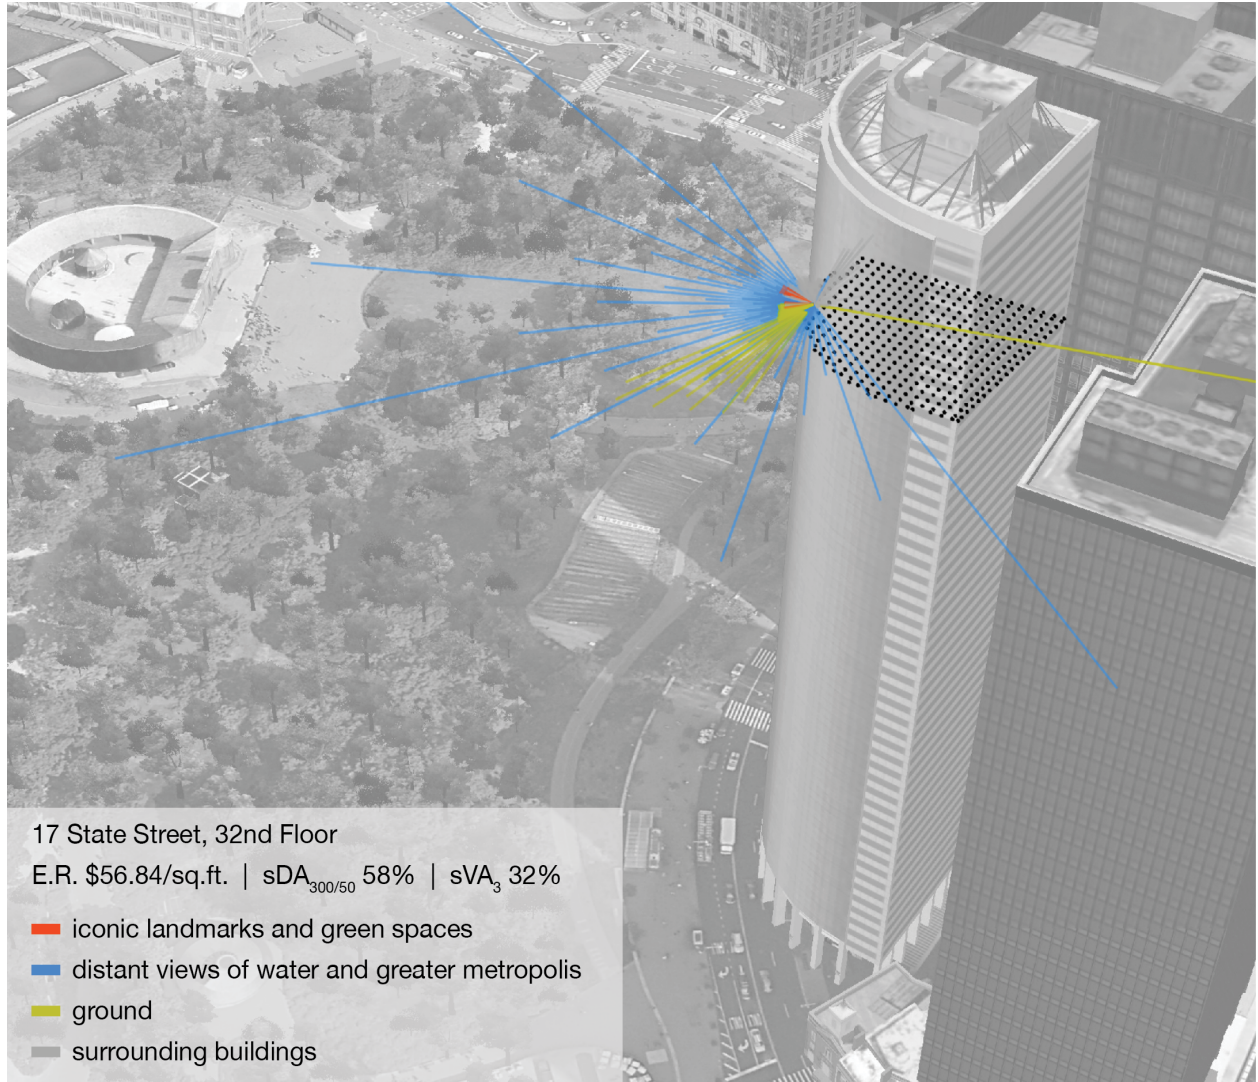 17 State Street, 32nd Floor
E.R. $56.84/sq.ft. | sDA300/50 58% | sVA3 32%
iconic landmarks and green spaces
distant views of water and greater metropolis
ground
surrounding buildings